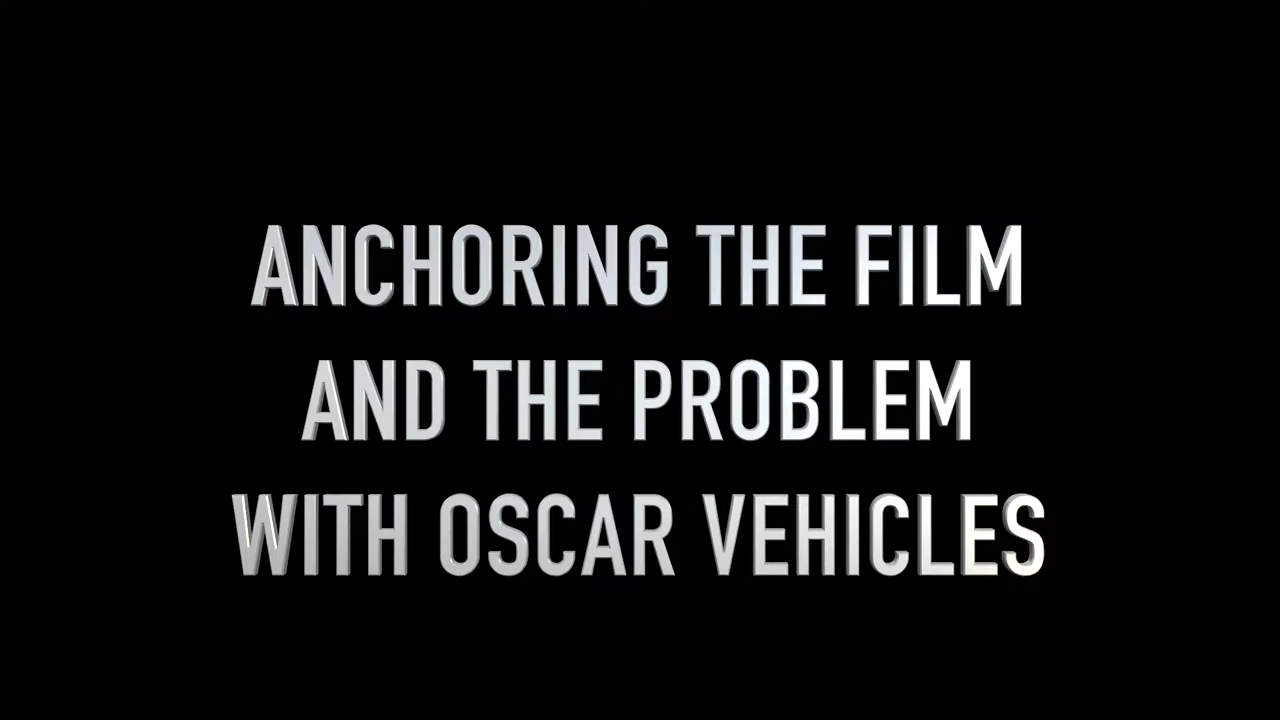 ANCHORING THE FILM
AND THE PROBLEM
WITH OSCAR VEHICLES